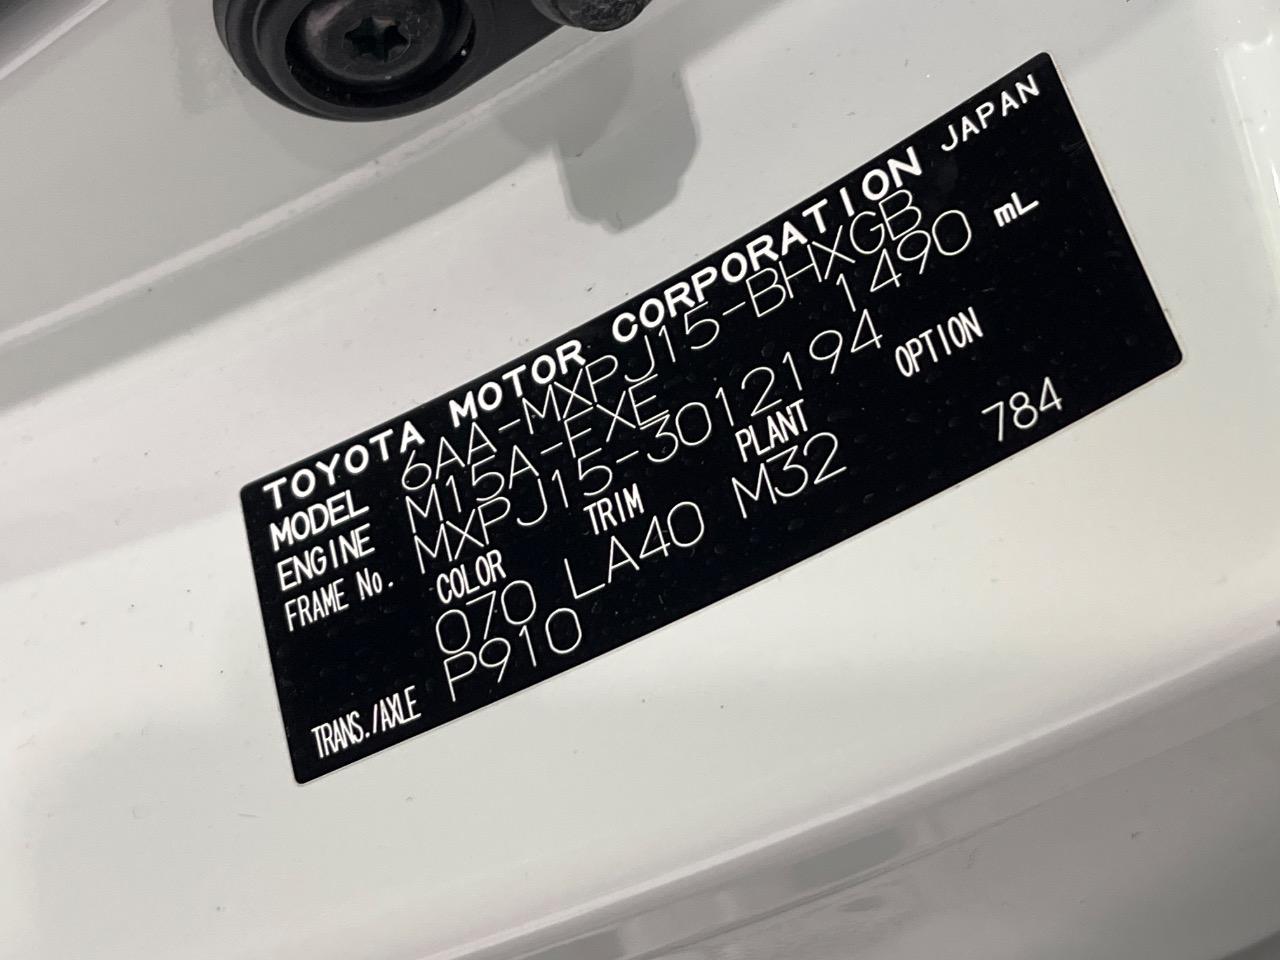 TOYOTA MOTOR CORPORATION JAPAN
MODEL 6AA-MXPJ15-BHXGB
ENGINE M15A-FXE 1490 mL
FRAME No. MXPJ15-3012194
COLOR TRIM PLANT OPTION
070 LA40 M32 784
TRANS./AXLE P910